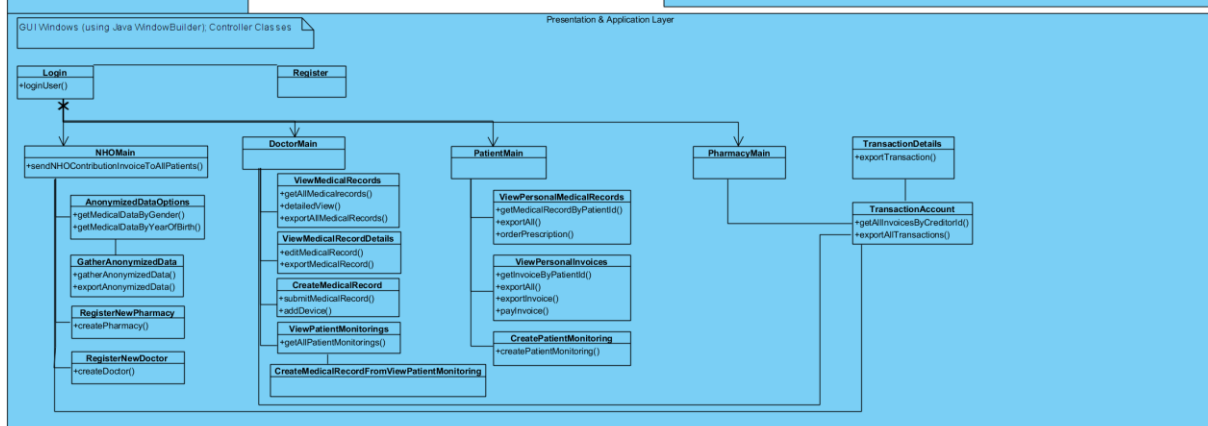 Presentation & Application Layer
GUI Windows (using Java WindowBuilder); Controller Classes
Login
+loginUser()
Register
NHOMain
+sendNHOContributionInvoiceToAllPatients()
AnonymizedDataOptions
+getMedicalDataByGender()
+getMedicalDataByYearOfBirth()
GatherAnonymizedData
+gatherAnonymizedData()
+exportAnonymizedData()
RegisterNewPharmacy
+createPharmacy()
RegisterNewDoctor
+createDoctor()
DoctorMain
ViewMedicalRecords
+getAllMedicalrecords()
+detailedView()
+exportAllMedicalRecords()
ViewMedicalRecordDetails
+editMedicalRecord()
+exportMedicalRecord()
CreateMedicalRecord
+submitMedicalRecord()
+addDevice()
ViewPatientMonitorings
+getAllPatientMonitorings()
CreateMedicalRecordFromViewPatientMonitoring
PatientMain
ViewPersonalMedicalRecords
+getMedicalRecordByPatientId()
+exportAll()
+orderPrescription()
ViewPersonalInvoices
+getInvoiceByPatientId()
+exportAll()
+exportInvoice()
+payInvoice()
CreatePatientMonitoring
+createPatientMonitoring()
PharmacyMain
TransactionDetails
+exportTransaction()
TransactionAccount
+getAllInvoicesByCreditorId()
+exportAllTransactions()